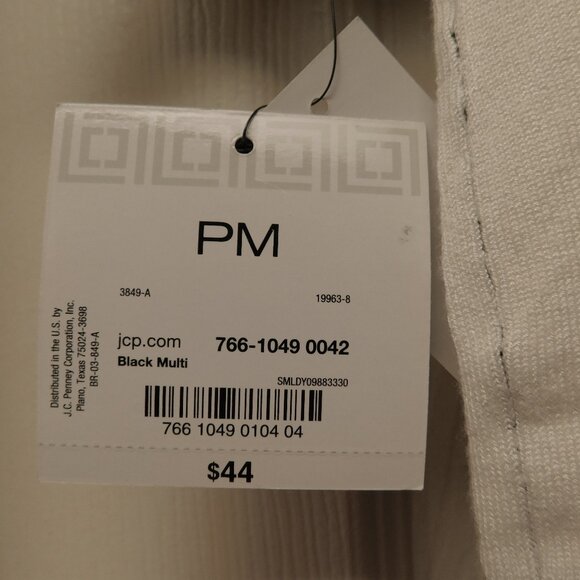 PM
3849-A 19963-8
jcp.com 766-1049 0042
Black Multi
SMLDY09883330
766 1049 0104 04
$44
Distributed in the U.S. by
J.C. Penney Corporation, Inc.
Plano, Texas 75024-3698
BR-03-849-A